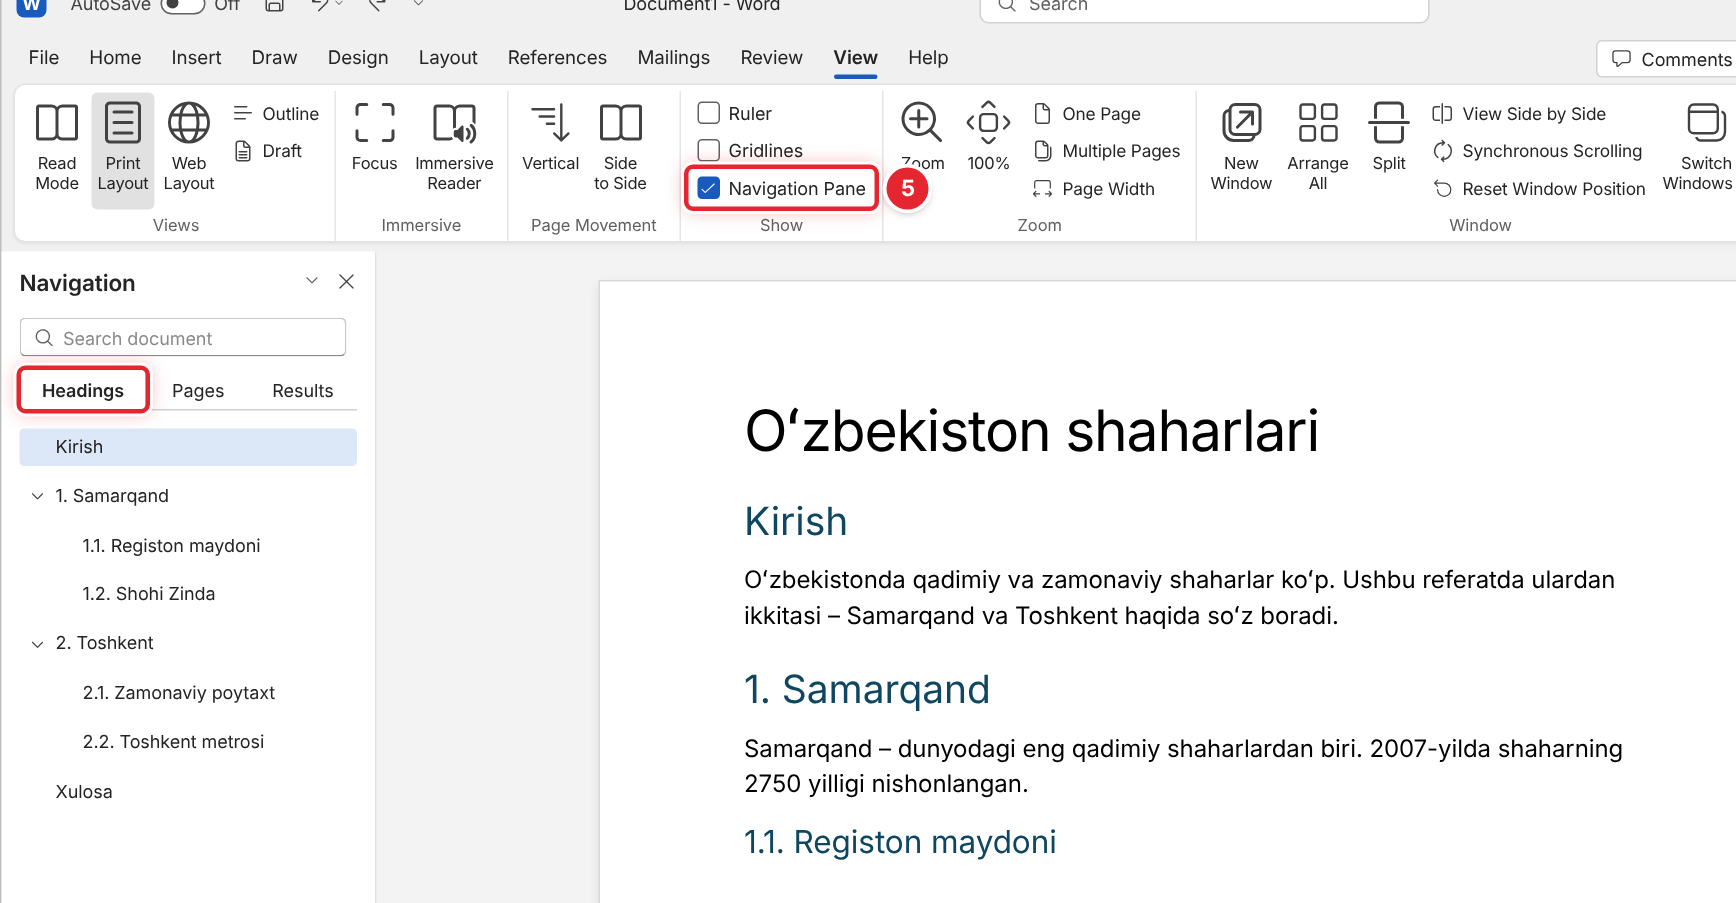 W AutoSave Off Document1 - Word Search
File Home Insert Draw Design Layout References Mailings Review View Help Comments
Read Mode
Print Layout
Web Layout
Outline
Draft
Views
Focus
Immersive Reader
Immersive
Vertical
Side to Side
Page Movement
Ruler
Gridlines
Navigation Pane
5
Show
Zoom
100%
One Page
Multiple Pages
Page Width
Zoom
New Window
Arrange All
Split
View Side by Side
Synchronous Scrolling
Reset Window Position
Switch Windows
Window
Navigation
Search document
Headings Pages Results
Kirish
1. Samarqand
1.1. Registon maydoni
1.2. Shohi Zinda
2. Toshkent
2.1. Zamonaviy poytaxt
2.2. Toshkent metrosi
Xulosa
Oʻzbekiston shaharlari
Kirish
Oʻzbekistonda qadimiy va zamonaviy shaharlar koʻp. Ushbu referatda ulardan
ikkitasi – Samarqand va Toshkent haqida soʻz boradi.
1. Samarqand
Samarqand – dunyodagi eng qadimiy shaharlardan biri. 2007-yilda shaharning
2750 yilligi nishonlangan.
1.1. Registon maydoni